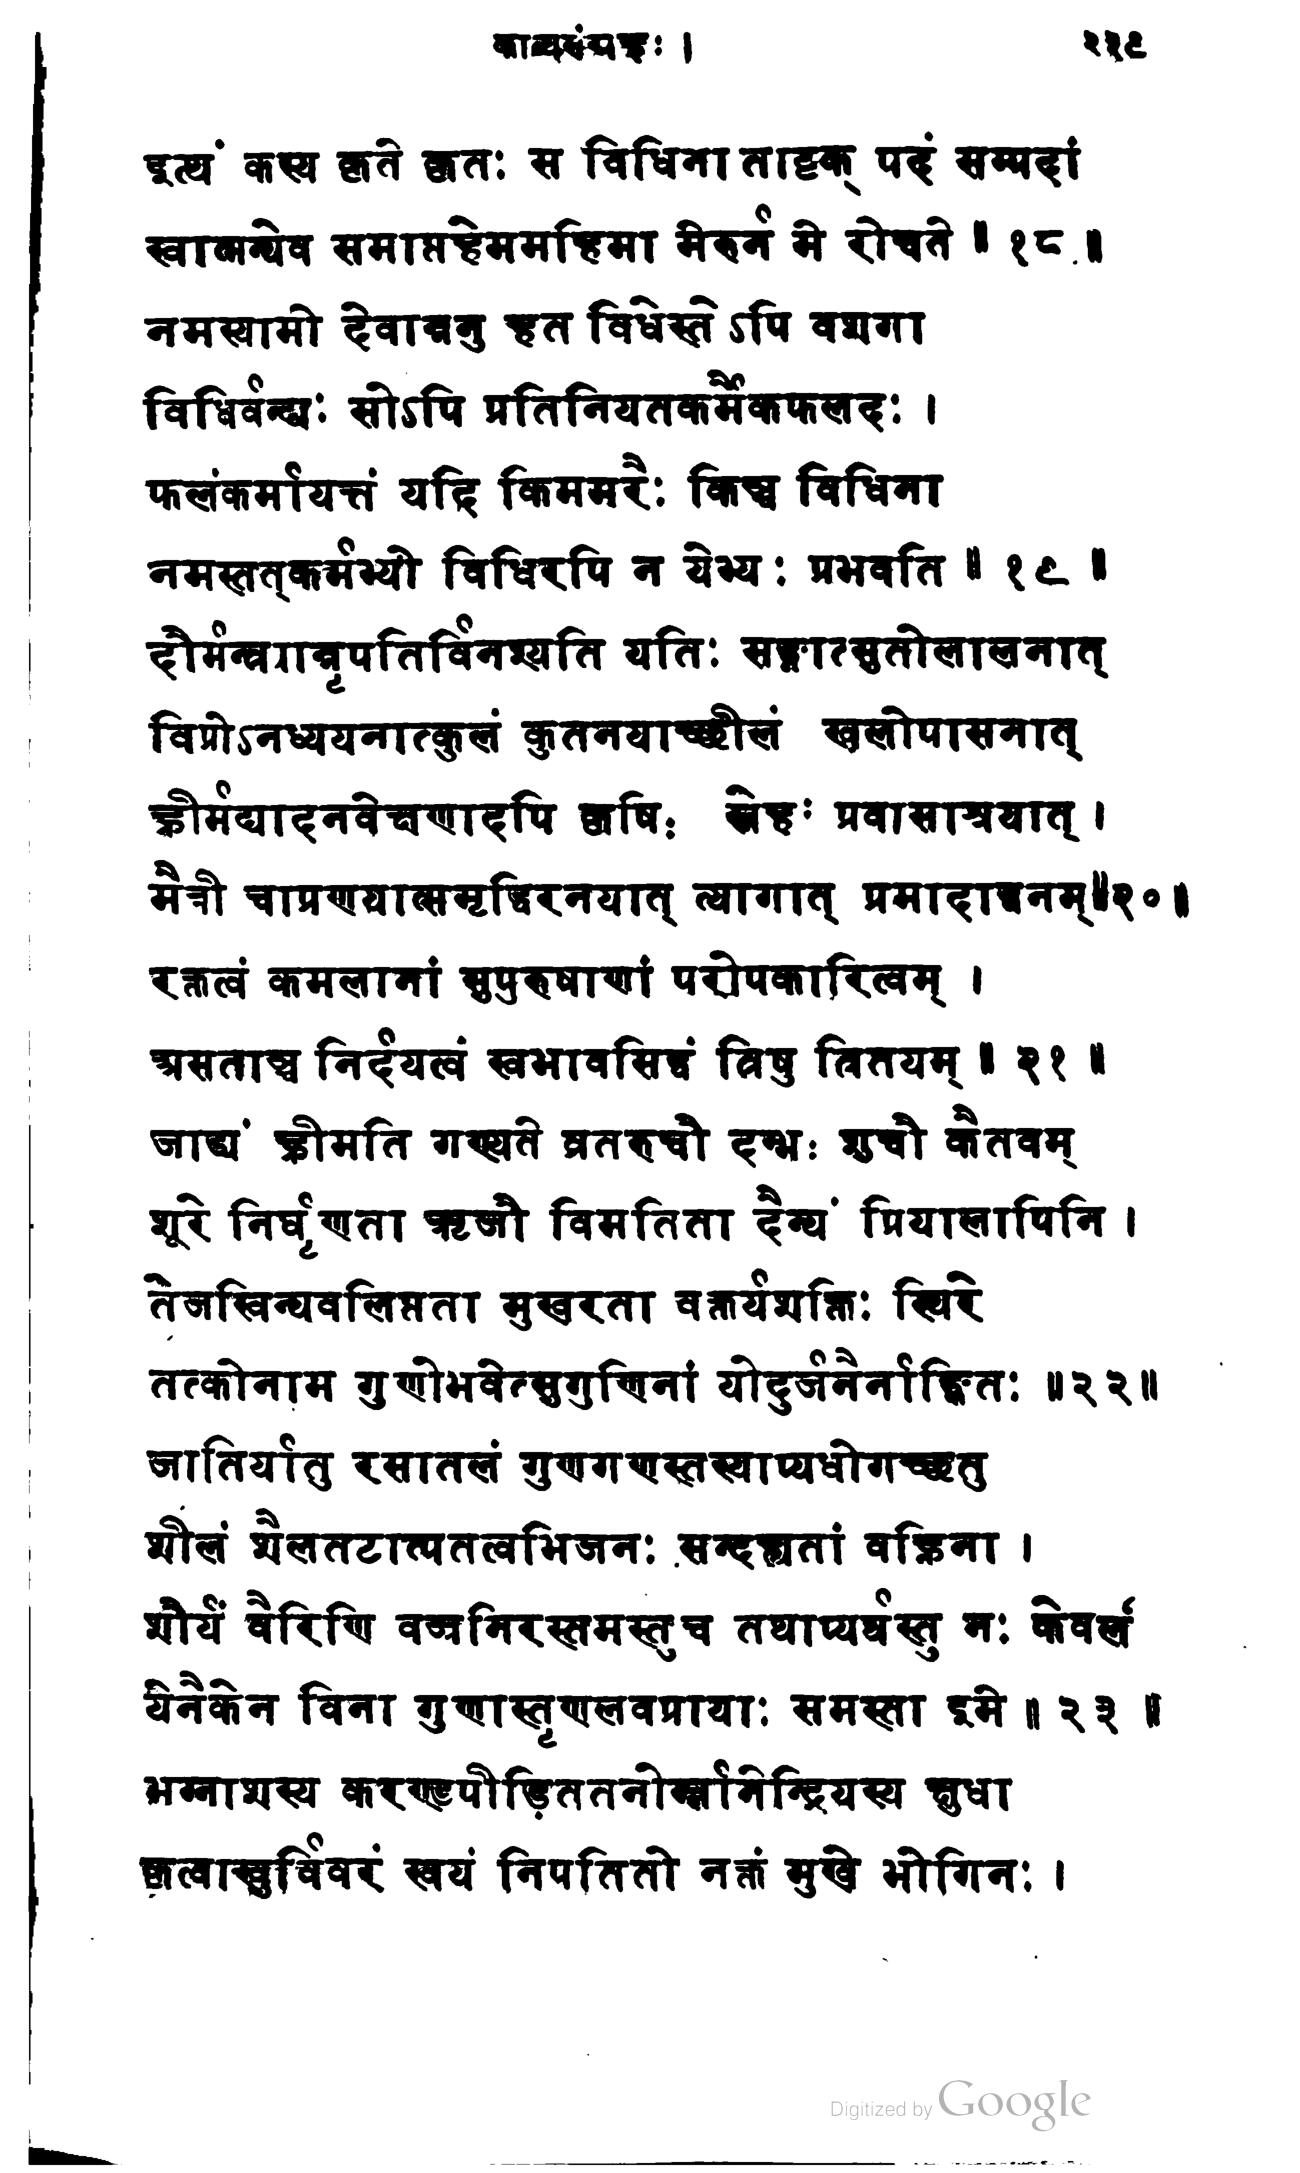 काव्यसंग्रहः । २३९
इत्यं कस्य कृते कृतः स विधिना तादृक् पदं सम्पदां
स्वात्मन्येव समाप्तहेममहिमा मेरुर्न मे रोचते ॥ १८ ॥
नमस्यामो देवान्ननु हत विधेस्तेऽपि वशगा
विधिर्वन्द्यः सोऽपि प्रतिनियतकर्मैकफलदः ।
फलंकर्मायत्तं यदि किममरैः किञ्च विधिना
नमस्तत्कर्मभ्यो विधिरपि न येभ्यः प्रभवति ॥ १९ ॥
दौर्मन्त्र्यान्नृपतिर्विनश्यति यतिः सङ्गात्सुतोलालनात्
विप्रोऽनध्ययनात्कुलं कुतनयाच्छीलं खलोपासनात्
ह्रीर्मद्यादनवेक्षणादपि कृषिः स्नेहः प्रवासाश्रयात् ।
मैत्री चाप्रणयात्समृद्धिरनयात् त्यागात् प्रमादाद्धनम्॥२०॥
रक्तत्वं कमलानां सुपुरुषाणां परोपकारित्वम् ।
असताञ्च निर्दयत्वं स्वभावसिद्धं त्रिषु त्रितयम् ॥ २१ ॥
जाड्यं ह्रीमति गण्यते व्रतरुचौ दम्भः शुचौ कैतवम्
शूरे निर्घृणता ऋजौ विमतिता दैन्यं प्रियालापिनि ।
तेजस्विन्यवलिप्तता मुखरता वक्तर्यशक्तिः स्थिरे
तत्कोनाम गुणोभवेत्सुगुणिनां योदुर्जनैर्नाङ्कितः ॥२२॥
जातिर्यातु रसातलं गुणगणस्तस्याप्यधोगच्छतु
शीलं शैलतटात्पतत्वभिजनः सन्दह्यतां वह्निना ।
शौर्यं वैरिणि वज्रमिरस्तमस्तुच तथाप्यर्थस्तु नः केवलं
येनैकेन विना गुणास्तृणलवप्रायाः समस्ता इमे ॥ २३ ॥
भग्नाशस्य करण्डपीड़िततनोर्म्लानेन्द्रियस्य क्षुधा
कृत्वाखुर्विवरं स्वयं निपतितो नक्तं मुखे भोगिनः ।
Digitized by Google